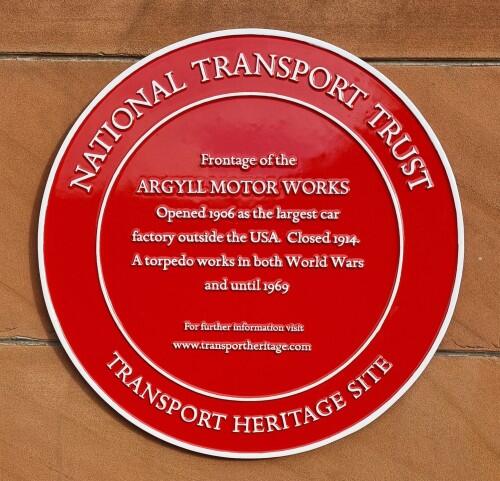 NATIONAL TRANSPORT TRUST
Frontage of the
ARGYLL MOTOR WORKS
Opened 1906 as the largest car
factory outside the USA. Closed 1914.
A torpedo works in both World Wars
and until 1969
For further information visit
www.transportheritage.com
TRANSPORT HERITAGE SITE